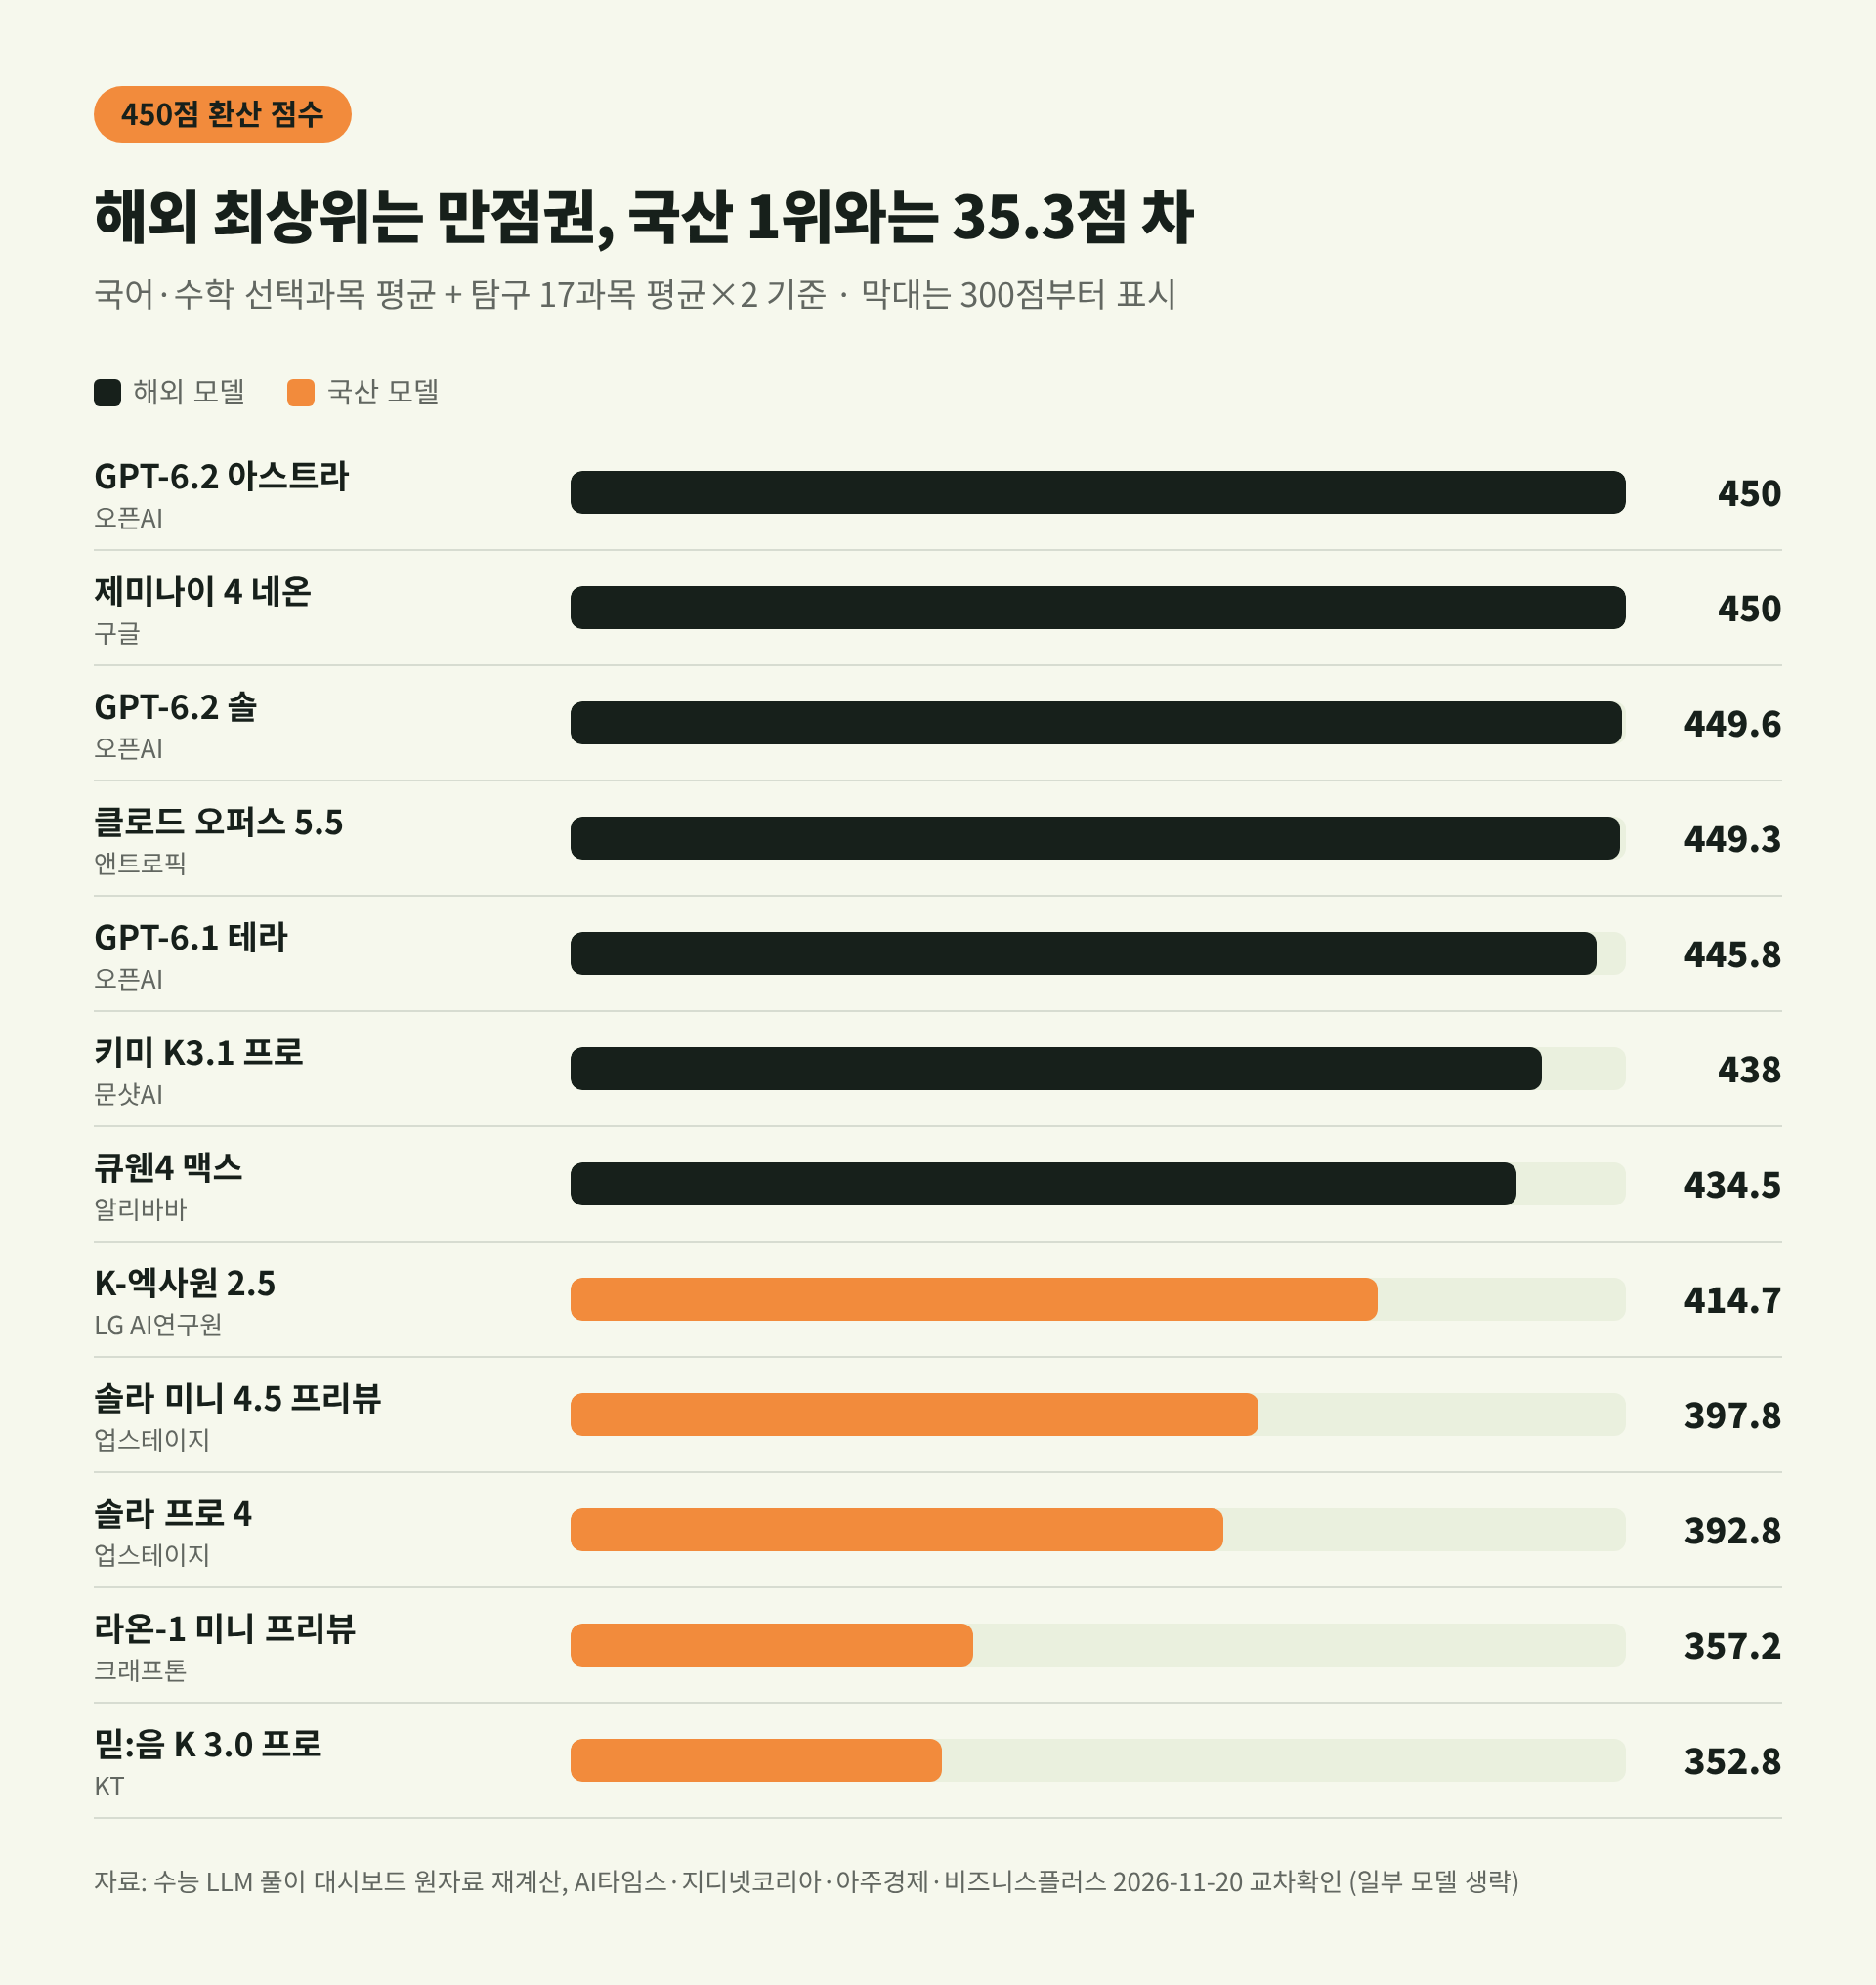 450점 환산 점수
해외 최상위는 만점권, 국산 1위와는 35.3점 차
국어·수학 선택과목 평균 + 탐구 17과목 평균×2 기준 · 막대는 300점부터 표시
해외 모델 국산 모델
GPT-6.2 아스트라
오픈AI
450
제미나이 4 네온
구글
450
GPT-6.2 솔
오픈AI
449.6
클로드 오퍼스 5.5
앤트로픽
449.3
GPT-6.1 테라
오픈AI
445.8
키미 K3.1 프로
문샷AI
438
큐웬4 맥스
알리바바
434.5
K-엑사원 2.5
LG AI연구원
414.7
솔라 미니 4.5 프리뷰
업스테이지
397.8
솔라 프로 4
업스테이지
392.8
라온-1 미니 프리뷰
크래프톤
357.2
믿:음 K 3.0 프로
KT
352.8
자료: 수능 LLM 풀이 대시보드 원자료 재계산, AI타임스·지디넷코리아·아주경제·비즈니스플러스 2026-11-20 교차확인 (일부 모델 생략)